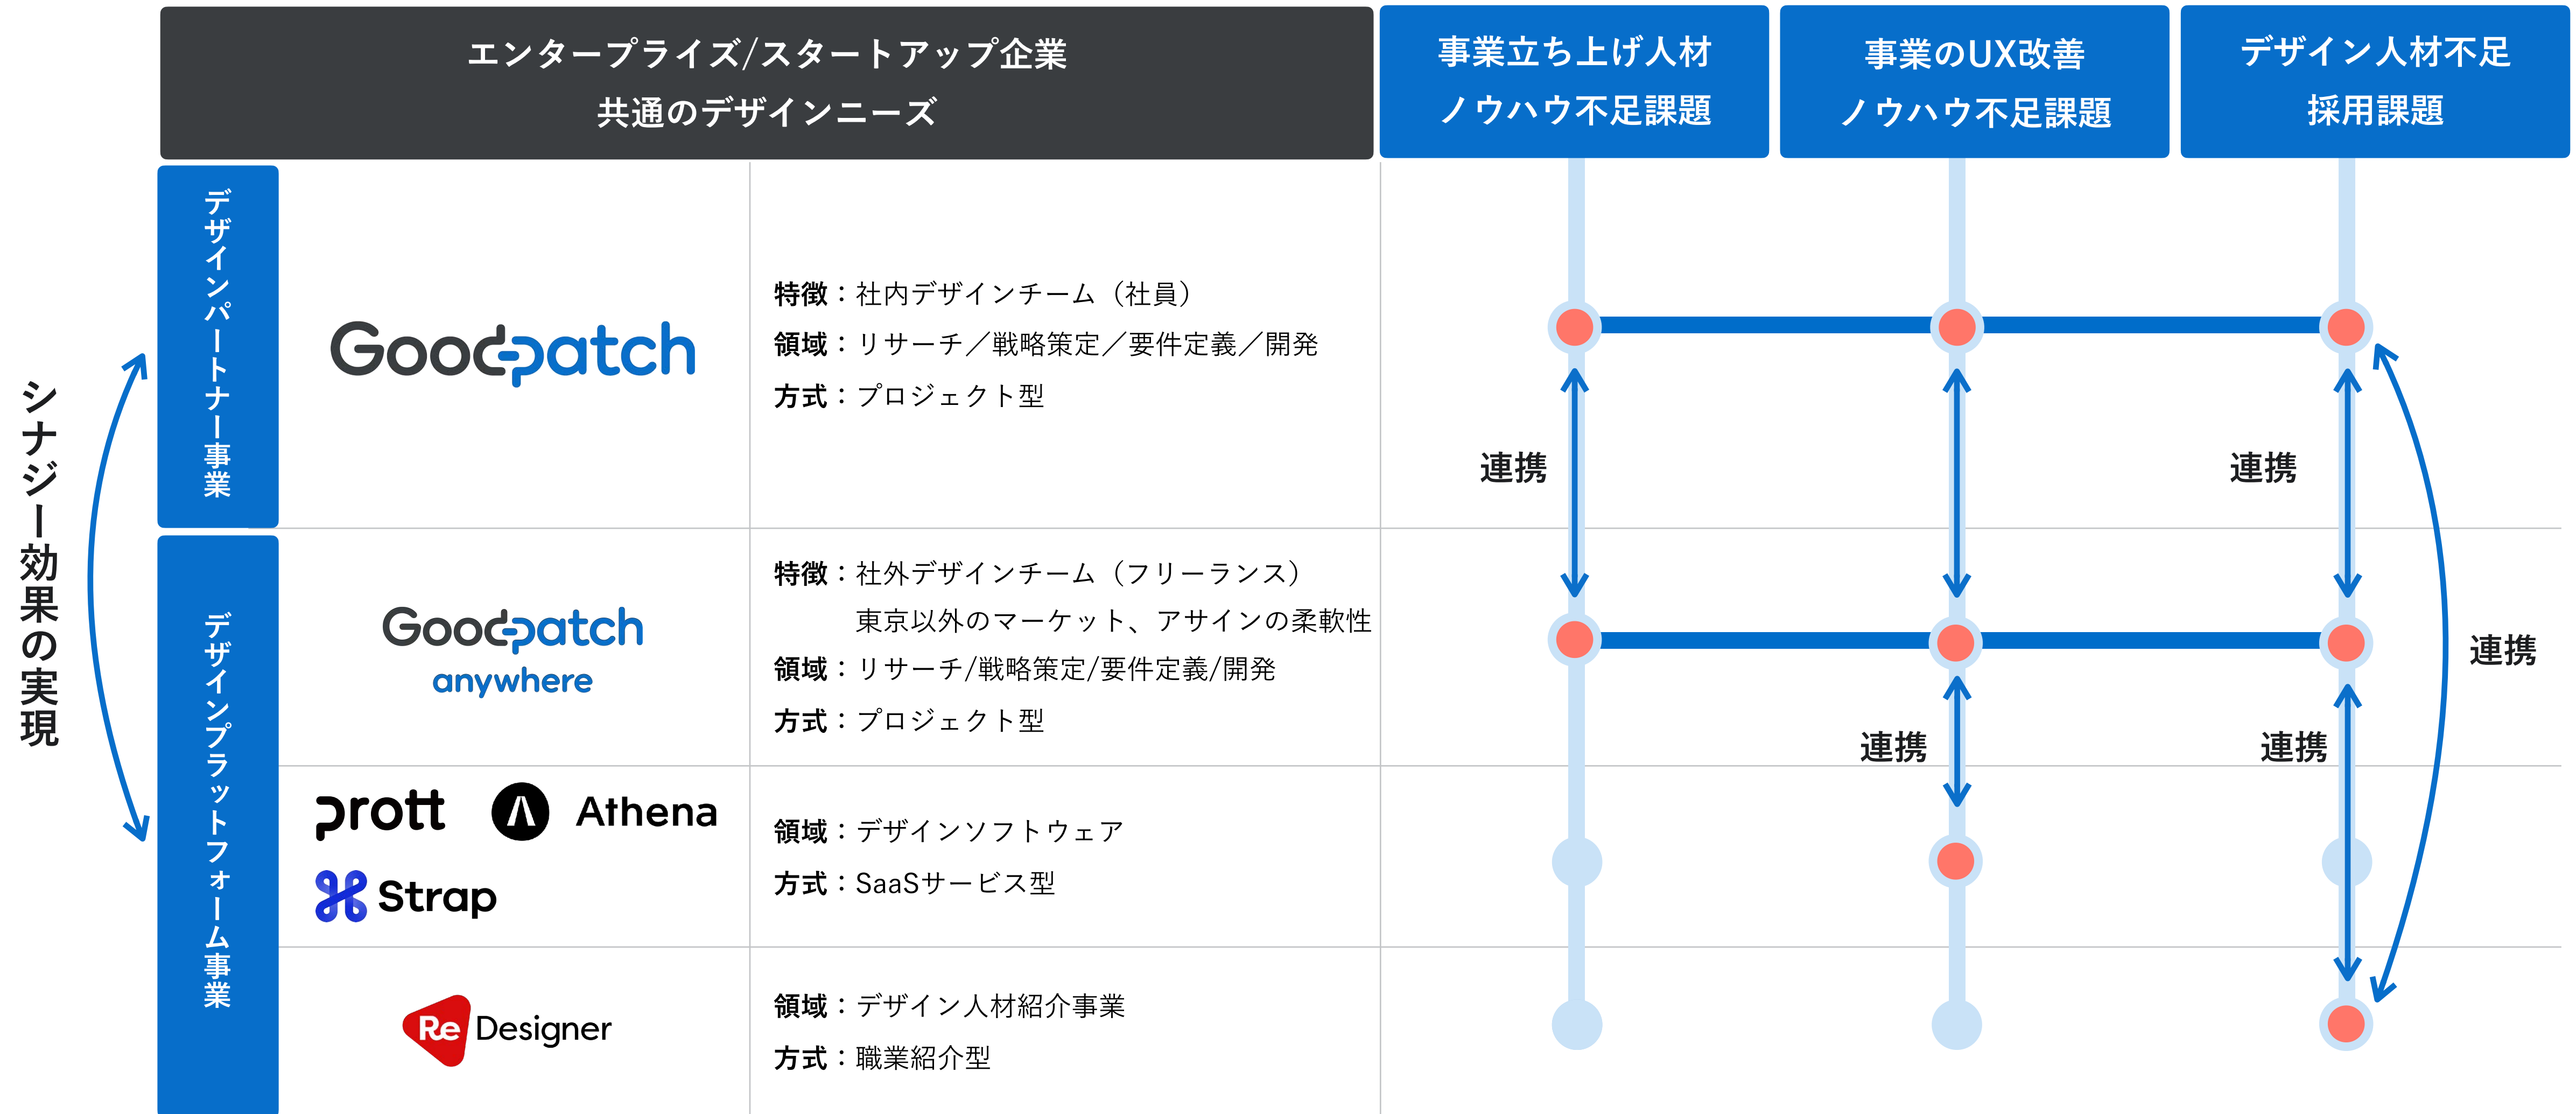 エンタープライズ/スタートアップ企業
共通のデザインニーズ
事業立ち上げ人材
ノウハウ不足課題
事業のUX改善
ノウハウ不足課題
デザイン人材不足
採用課題
シナジー効果の実現
デザインパートナー事業
Goodpatch
特徴：社内デザインチーム（社員）
領域：リサーチ／戦略策定／要件定義／開発
方式：プロジェクト型
連携
連携
デザインプラットフォーム事業
Goodpatch
anywhere
特徴：社外デザインチーム（フリーランス）
東京以外のマーケット、アサインの柔軟性
領域：リサーチ/戦略策定/要件定義/開発
方式：プロジェクト型
連携
連携
連携
prott
Athena
Strap
領域：デザインソフトウェア
方式：SaaSサービス型
Re Designer
領域：デザイン人材紹介事業
方式：職業紹介型